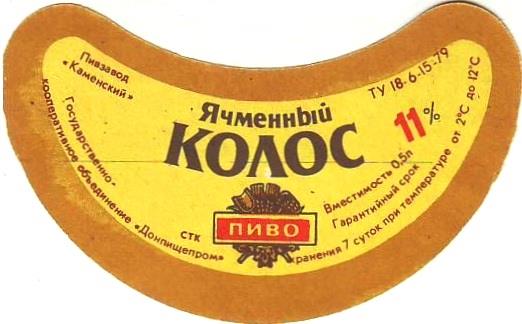 Пивзавод
«Каменский»
Государственно-
кооперативное объединение «Донпищепром»
Ячменный
КОЛОС
СТК
ПИВО
ТУ 18-6-15-79
11%
Вместимость 0,5л
Гарантийный срок
хранения 7 суток при температуре от 2°С до 12°С